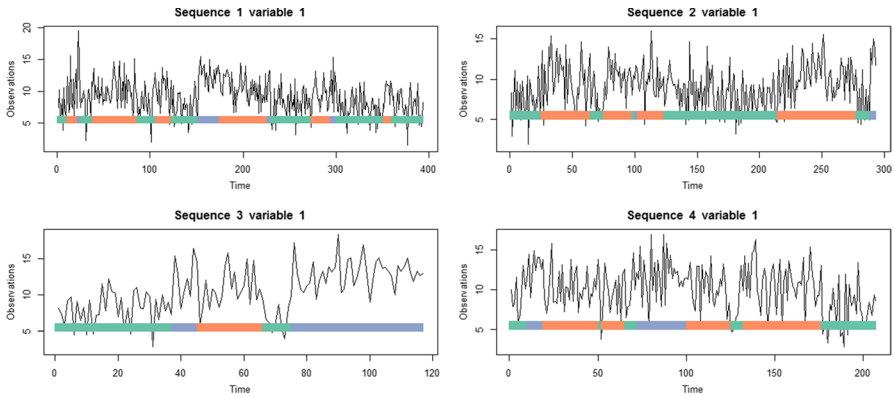 Sequence 1 variable 1
Observations
20
15
10
5
0 100 200 300 400
Time
Sequence 2 variable 1
Observations
15
10
5
0 50 100 150 200 250 300
Time
Sequence 3 variable 1
Observations
15
10
5
0 20 40 60 80 100 120
Time
Sequence 4 variable 1
Observations
15
10
5
0 50 100 150 200
Time